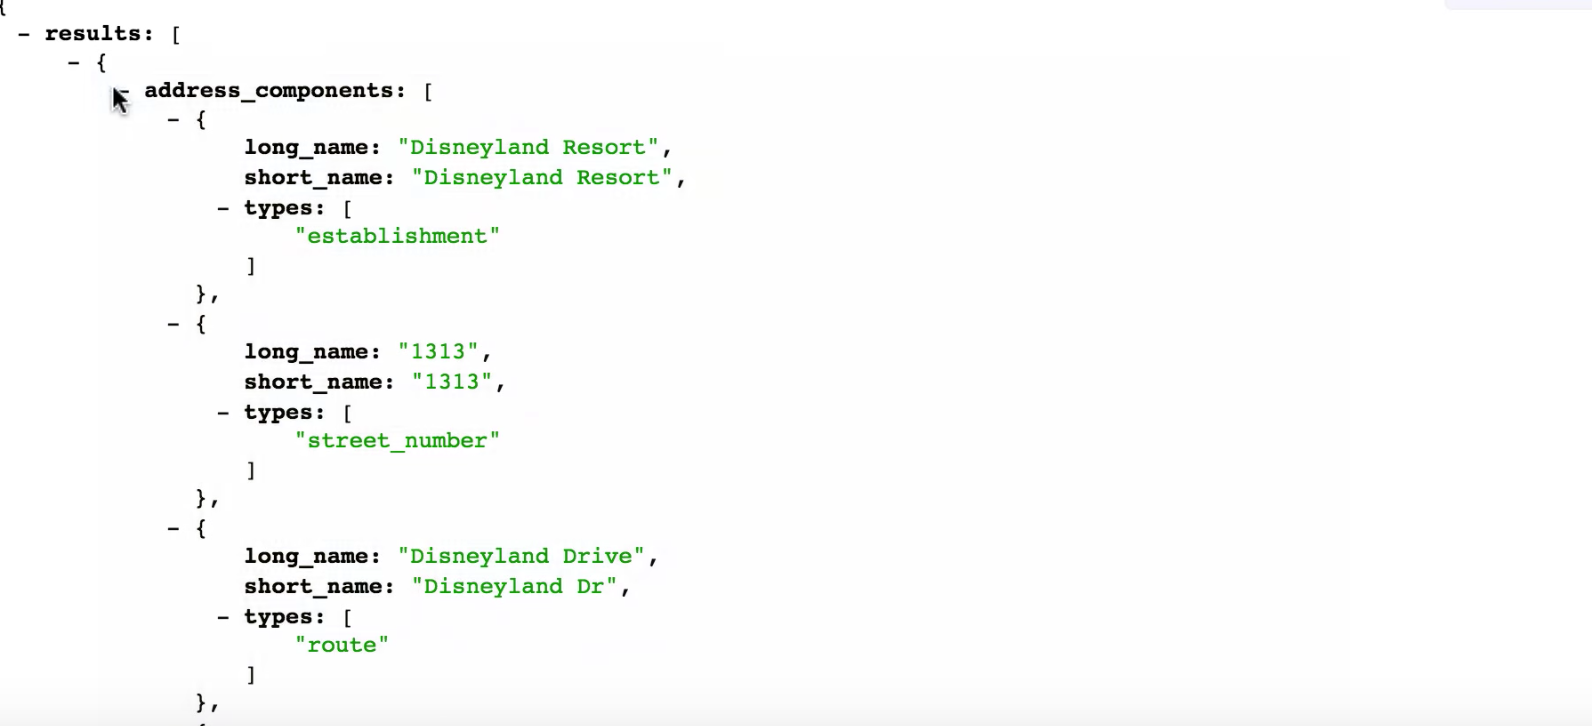 {
- results: [
- {
- address_components: [
- {
long_name: "Disneyland Resort",
short_name: "Disneyland Resort",
- types: [
"establishment"
]
},
- {
long_name: "1313",
short_name: "1313",
- types: [
"street_number"
]
},
- {
long_name: "Disneyland Drive",
short_name: "Disneyland Dr",
- types: [
"route"
]
},